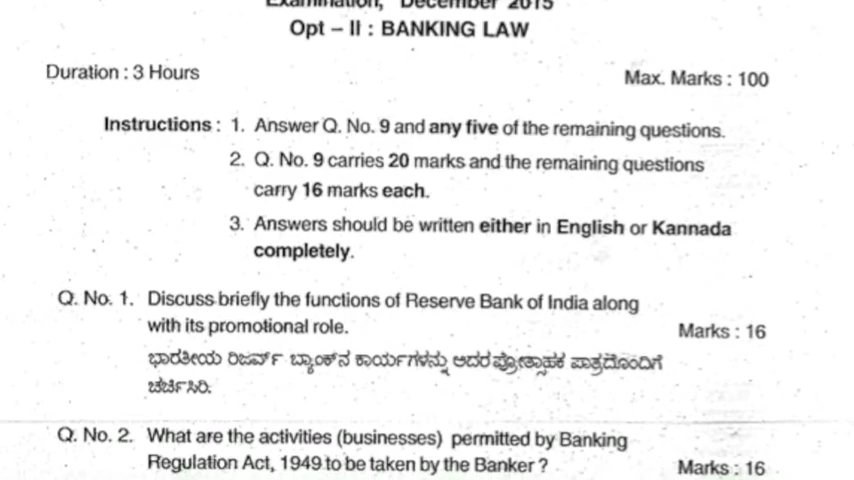 Examination, December 2015
Opt – II : BANKING LAW
Duration : 3 Hours
Max. Marks : 100
Instructions : 1. Answer Q. No. 9 and any five of the remaining questions.
2. Q. No. 9 carries 20 marks and the remaining questions
carry 16 marks each.
3. Answers should be written either in English or Kannada
completely.
Q. No. 1. Discuss briefly the functions of Reserve Bank of India along
with its promotional role.
Marks : 16
ಭಾರತೀಯ ರಿಜರ್ವ್ ಬ್ಯಾಂಕ್‌ನ ಕಾರ್ಯಗಳನ್ನು ಅದರ ಪ್ರೋತ್ಸಾಹಕ ಪಾತ್ರದೊಂದಿಗೆ
ಚರ್ಚಿಸಿರಿ.
Q. No. 2. What are the activities (businesses) permitted by Banking
Regulation Act, 1949 to be taken by the Banker ?
Marks : 16